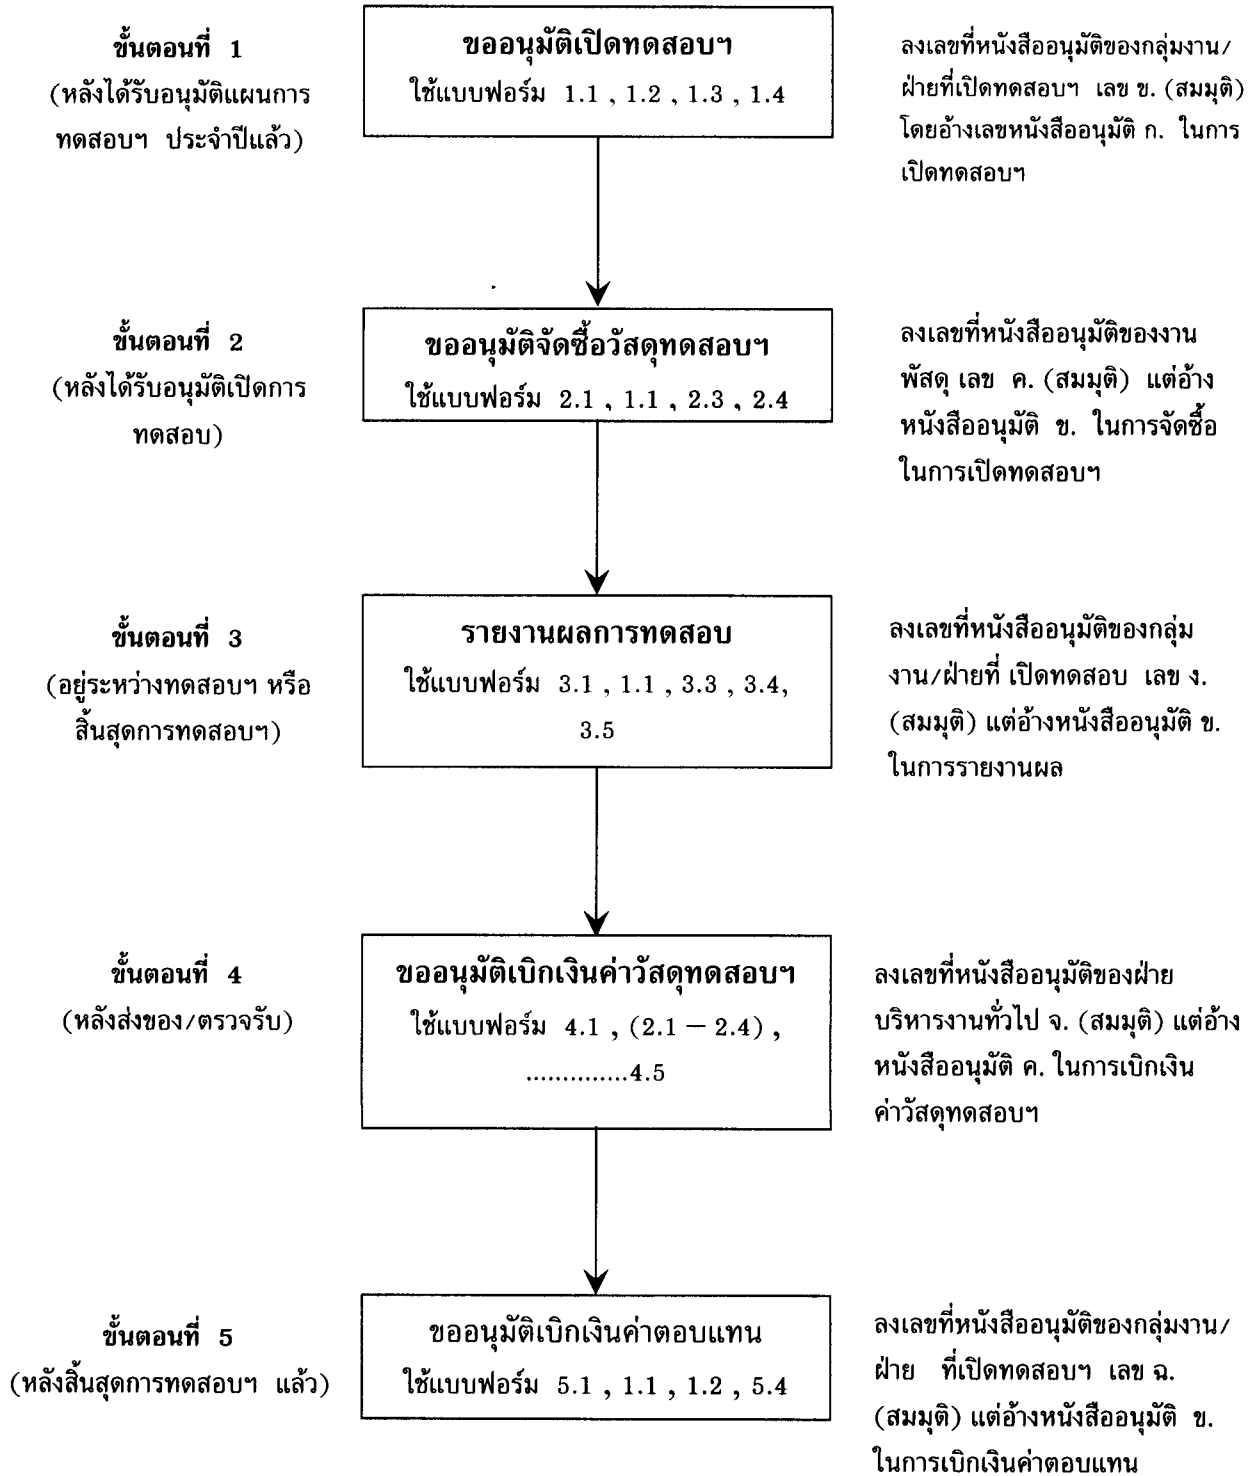 ขั้นตอนที่ 1
(หลังได้รับอนุมัติแผนการ
ทดสอบฯ ประจำปีแล้ว)
ขออนุมัติเปิดทดสอบฯ
ใช้แบบฟอร์ม 1.1 , 1.2 , 1.3 , 1.4
ลงเลขที่หนังสืออนุมัติของกลุ่มงาน/
ฝ่ายที่เปิดทดสอบฯ เลข ข. (สมมุติ)
โดยอ้างเลขหนังสืออนุมัติ ก. ในการ
เปิดทดสอบฯ
ขั้นตอนที่ 2
(หลังได้รับอนุมัติเปิดการ
ทดสอบ)
ขออนุมัติจัดซื้อวัสดุทดสอบฯ
ใช้แบบฟอร์ม 2.1 , 1.1 , 2.3 , 2.4
ลงเลขที่หนังสืออนุมัติของงาน
พัสดุ เลข ค. (สมมุติ) แต่อ้าง
หนังสืออนุมัติ ข. ในการจัดซื้อ
ในการเปิดทดสอบฯ
ขั้นตอนที่ 3
(อยู่ระหว่างทดสอบฯ หรือ
สิ้นสุดการทดสอบฯ)
รายงานผลการทดสอบ
ใช้แบบฟอร์ม 3.1 , 1.1 , 3.3 , 3.4,
3.5
ลงเลขที่หนังสืออนุมัติของกลุ่ม
งาน/ฝ่ายที่ เปิดทดสอบ เลข ง.
(สมมุติ) แต่อ้างหนังสืออนุมัติ ข.
ในการรายงานผล
ขั้นตอนที่ 4
(หลังส่งของ/ตรวจรับ)
ขออนุมัติเบิกเงินค่าวัสดุทดสอบฯ
ใช้แบบฟอร์ม 4.1 , (2.1 – 2.4) ,
..............4.5
ลงเลขที่หนังสืออนุมัติของฝ่าย
บริหารงานทั่วไป จ. (สมมุติ) แต่อ้าง
หนังสืออนุมัติ ค. ในการเบิกเงิน
ค่าวัสดุทดสอบฯ
ขั้นตอนที่ 5
(หลังสิ้นสุดการทดสอบฯ แล้ว)
ขออนุมัติเบิกเงินค่าตอบแทน
ใช้แบบฟอร์ม 5.1 , 1.1 , 1.2 , 5.4
ลงเลขที่หนังสืออนุมัติของกลุ่มงาน/
ฝ่าย ที่เปิดทดสอบฯ เลข ฉ.
(สมมุติ) แต่อ้างหนังสืออนุมัติ ข.
ในการเบิกเงินค่าตอบแทน